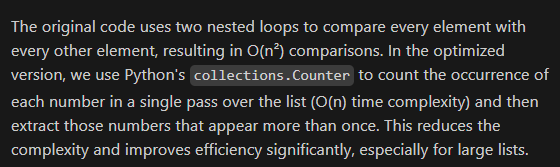 The original code uses two nested loops to compare every element with
every other element, resulting in O(n²) comparisons. In the optimized
version, we use Python's collections.Counter to count the occurrence of
each number in a single pass over the list (O(n) time complexity) and then
extract those numbers that appear more than once. This reduces the
complexity and improves efficiency significantly, especially for large lists.